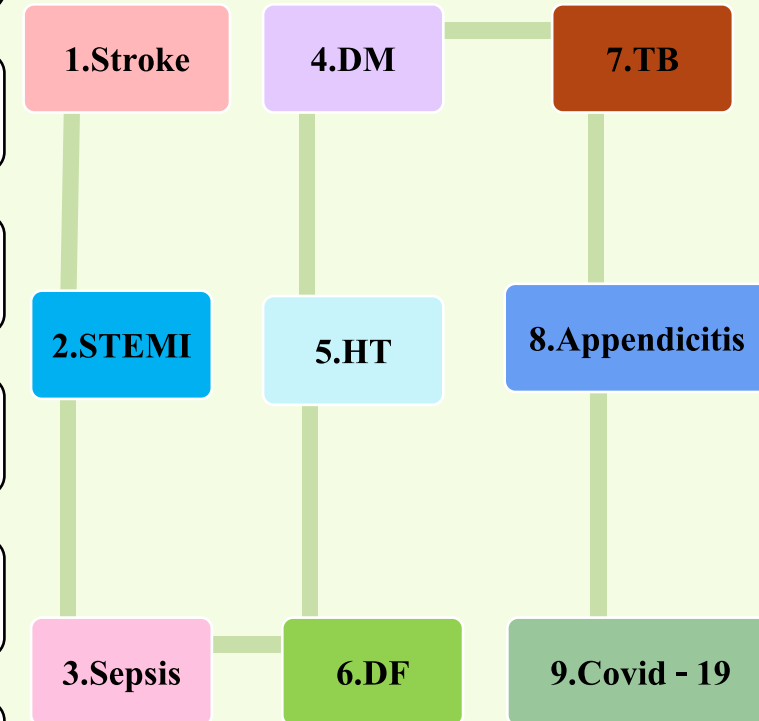 1.Stroke
2.STEMI
3.Sepsis
4.DM
5.HT
6.DF
7.TB
8.Appendicitis
9.Covid - 19